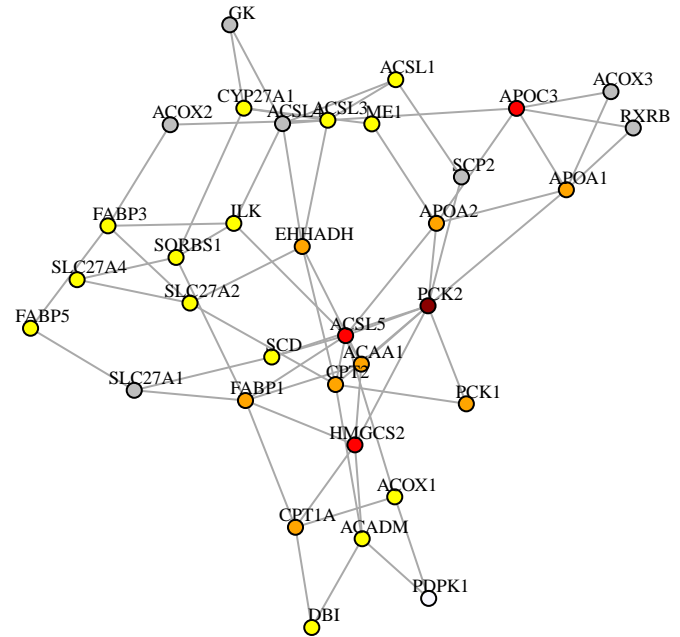 GK
ACSL1
ACOX3
CYP27A1
APOC3
ACOX2
ACSL4
ACSL3
ME1
RXRB
SCP2
APOA1
FABP3
ILK
APOA2
EHHADH
SORBS1
SLC27A4
SLC27A2
PCK2
FABP5
ACSL5
SCD
ACAA1
SLC27A1
CPT2
FABP1
PCK1
HMGCS2
ACOX1
CPT1A
ACADM
PDPK1
DBI